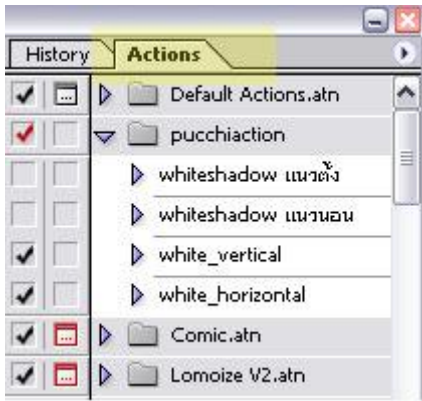 History Actions
Default Actions.atn
pucchiaction
whiteshadow แนวตั้ง
whiteshadow แนวนอน
white_vertical
white_horizontal
Comic.atn
Lomoize V2.atn